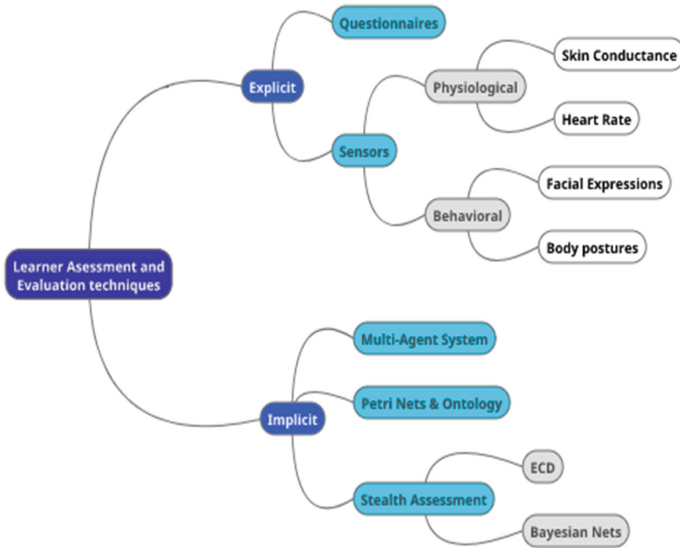 Questionnaires
Explicit
Physiological
Skin Conductance
Heart Rate
Sensors
Behavioral
Facial Expressions
Body postures
Learner Asessment and
Evaluation techniques
Multi-Agent System
Petri Nets & Ontology
Implicit
Stealth Assessment
ECD
Bayesian Nets